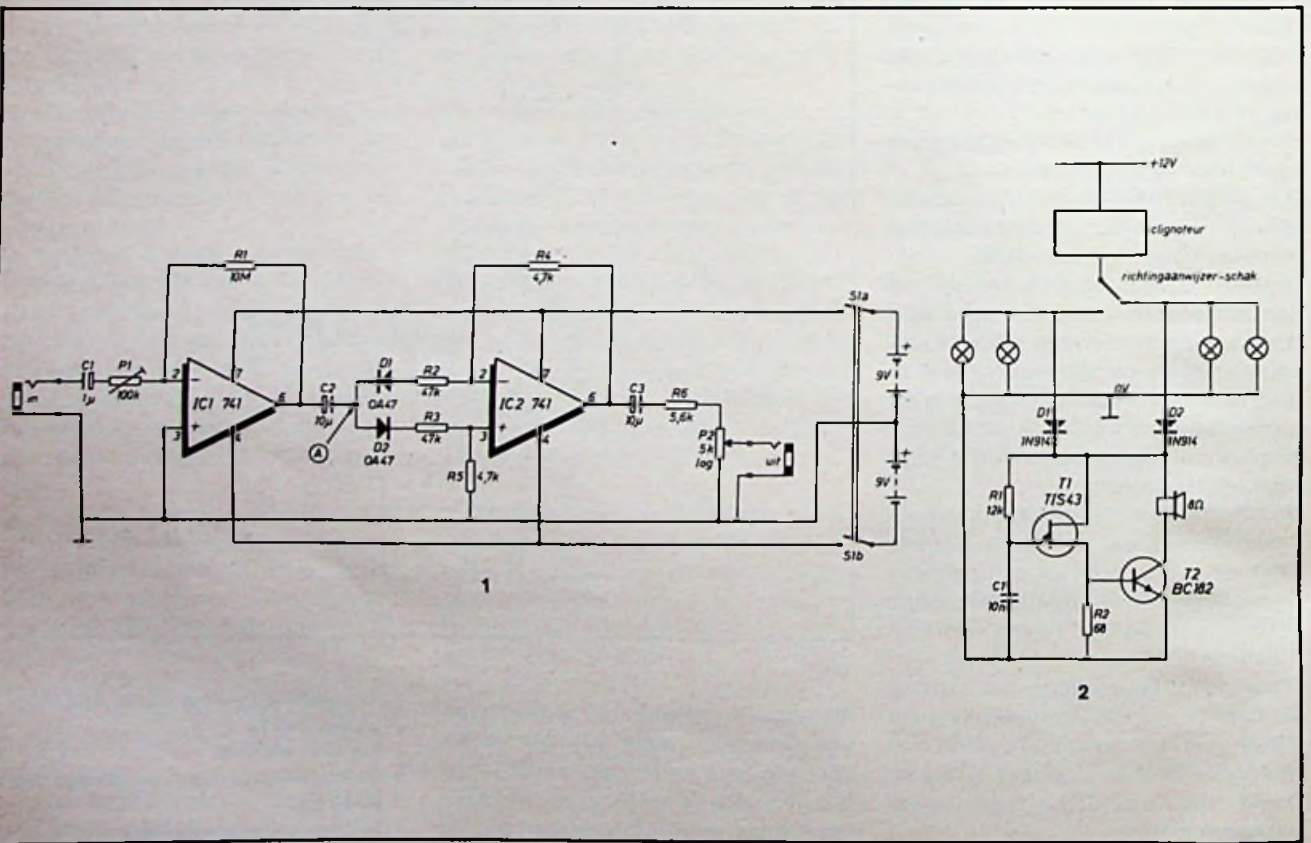 R1
10M
C1
1µ
P1
100k
in
2
7
6
3
4
IC1 741
C2
10µ
A
D1
OA47
D2
OA47
R2
47k
R3
47k
R5
4,7k
R4
4,7k
2
7
6
3
4
IC2 741
C3
10µ
R6
5,6k
P2
5k
log
uit
S1a
S1b
+
9V
+
9V
1
+12V
clignoteur
richtingaanwijzer-schak.
0V
D1
1N914
D2
1N914
R1
12k
T1
TIS43
8Ω
C1
10n
R2
68
T2
BC182
2